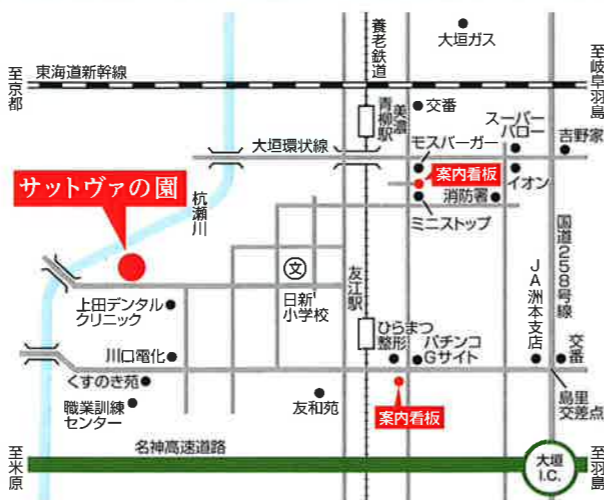 大垣ガス
養老鉄道
至京都
至岐阜羽島
東海道新幹線
美濃
青柳駅
交番
スーパー
バロー
吉野家
モスバーガー
大垣環状線
案内看板
イオン
消防署
ミニストップ
サットヴァの園
杭瀬川
国道258号線
文
日新
小学校
友江駅
JA洲本支店
上田デンタル
クリニック
ひらまつ
整形
パチンコ
Gサイト
交番
川口電化
くすのき苑
職業訓練
センター
友和苑
案内看板
島里
交差点
名神高速道路
至米原
大垣
I.C.
至羽島